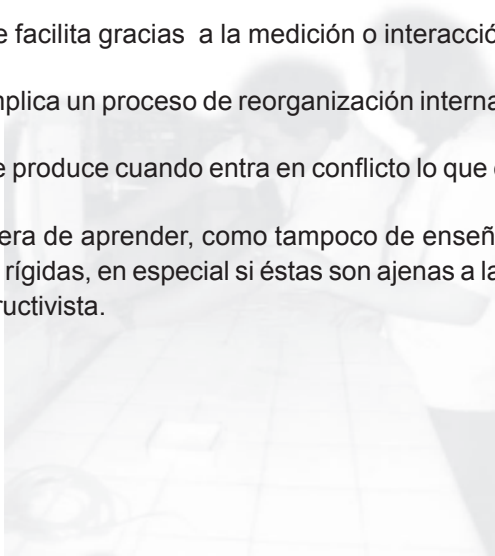 e facilita gracias a la medición o interacció
nplica un proceso de reorganización interna
e produce cuando entra en conflicto lo que
era de aprender, como tampoco de enseñ
rígidas, en especial si éstas son ajenas a la
ructivista.